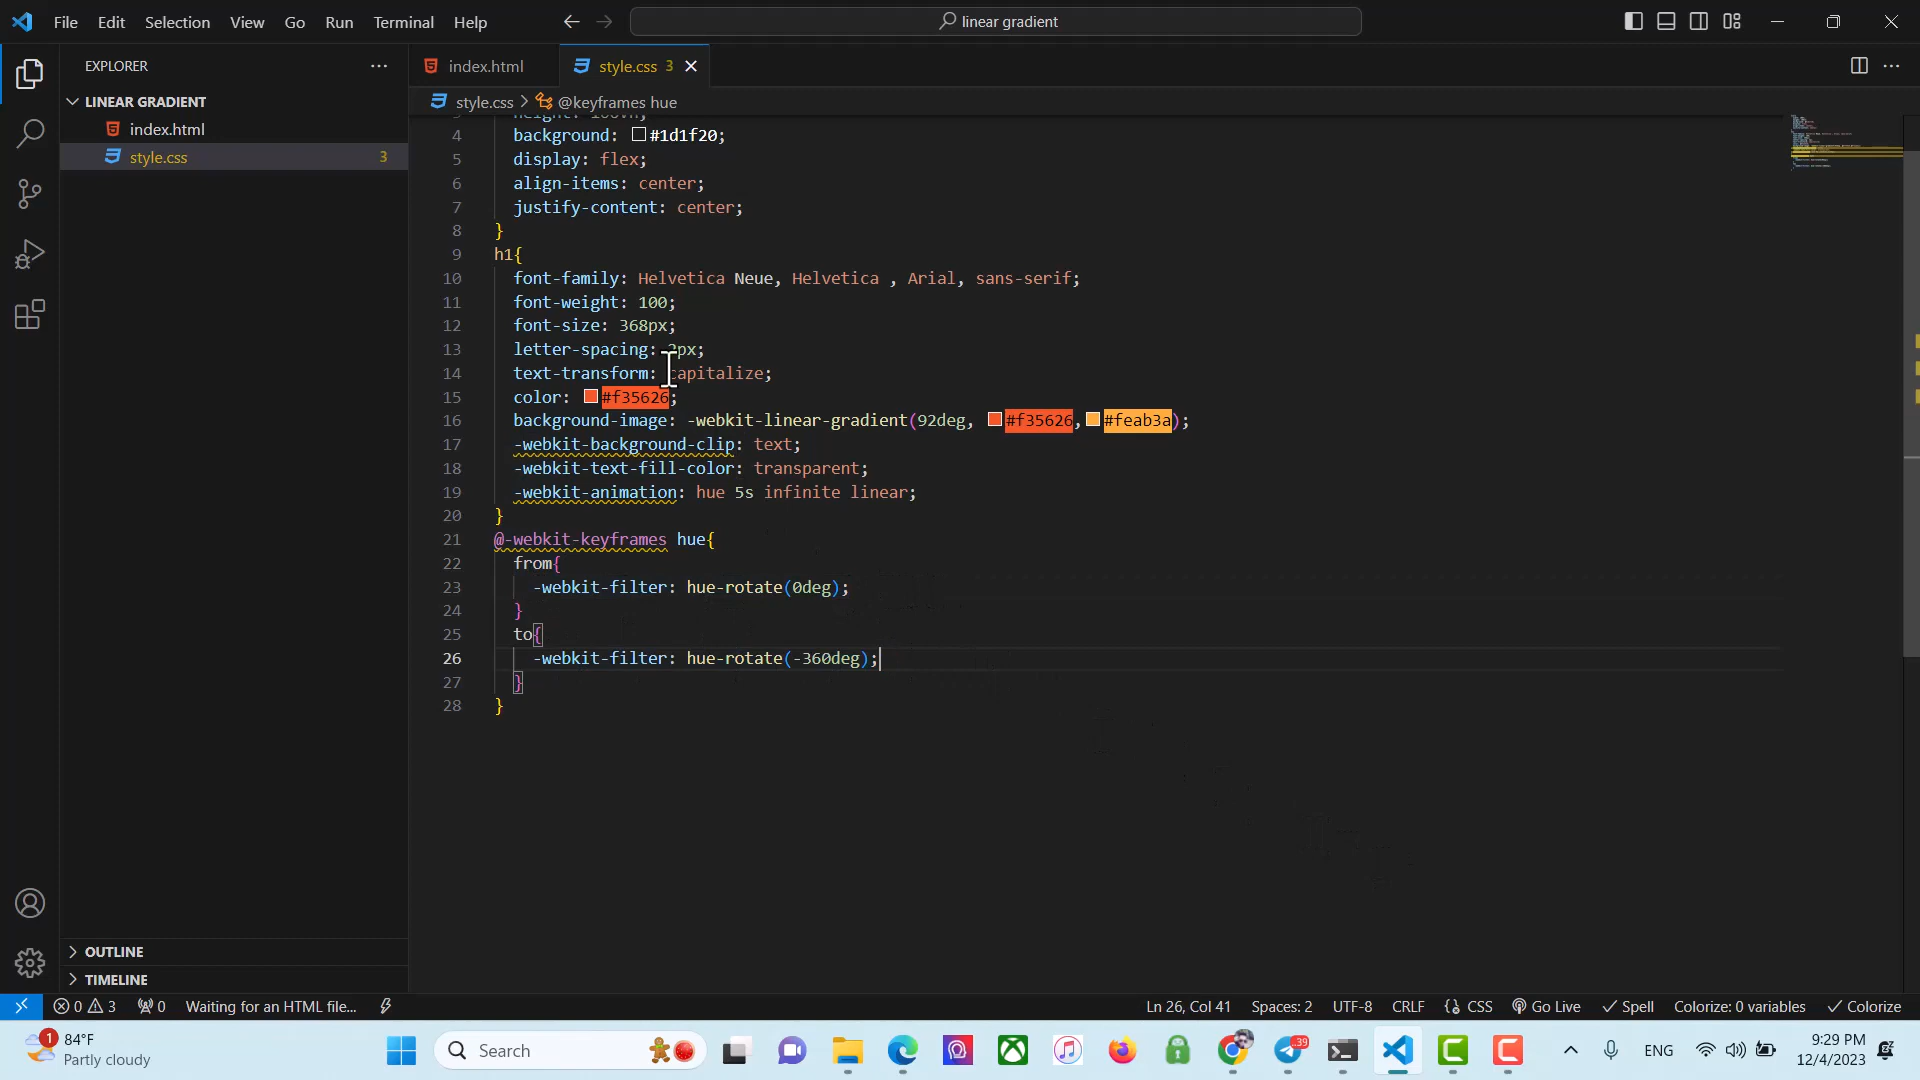 File Edit Selection View Go Run Terminal Help
linear gradient
EXPLORER
LINEAR GRADIENT
index.html
style.css 3
index.html
style.css 3
style.css > @keyframes hue
4 background: #1d1f20;
5 display: flex;
6 align-items: center;
7 justify-content: center;
8 }
9 h1{
10 font-family: Helvetica Neue, Helvetica , Arial, sans-serif;
11 font-weight: 100;
12 font-size: 368px;
13 letter-spacing: px;
14 text-transform: capitalize;
15 color: #f35626;
16 background-image: -webkit-linear-gradient(92deg, #f35626, #feab3a);
17 -webkit-background-clip: text;
18 -webkit-text-fill-color: transparent;
19 -webkit-animation: hue 5s infinite linear;
20 }
21 @-webkit-keyframes hue{
22 from{
23 -webkit-filter: hue-rotate(0deg);
24 }
25 to{
26 -webkit-filter: hue-rotate(-360deg);
27 }
28 }
OUTLINE
TIMELINE
0 3 0 Waiting for an HTML file... Ln 26, Col 41 Spaces: 2 UTF-8 CRLF CSS Go Live Spell Colorize: 0 variables Colorize
1 84°F
Partly cloudy
Search
39
ENG
9:29 PM
12/4/2023